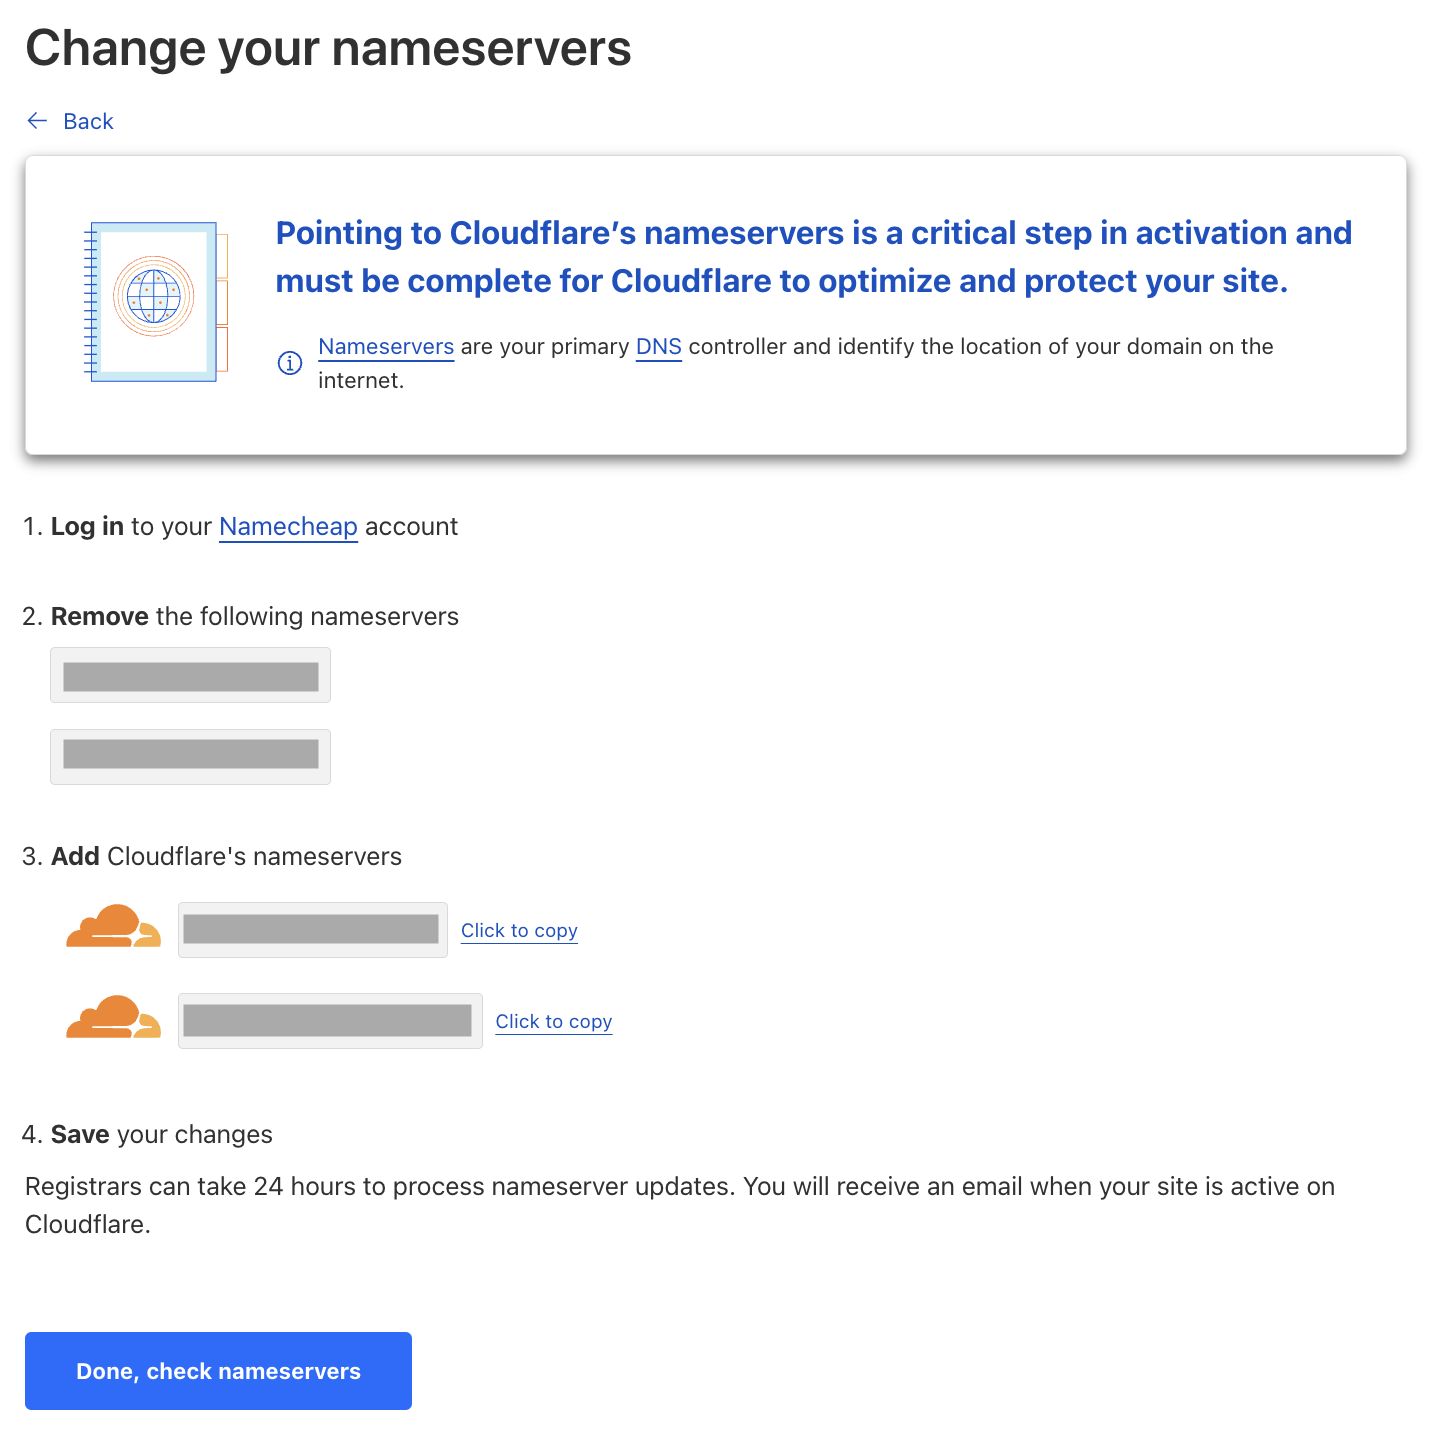 Change your nameservers
← Back
Pointing to Cloudflare’s nameservers is a critical step in activation and
must be complete for Cloudflare to optimize and protect your site.
Nameservers are your primary DNS controller and identify the location of your domain on the
internet.
1. Log in to your Namecheap account
2. Remove the following nameservers
3. Add Cloudflare's nameservers
Click to copy
Click to copy
4. Save your changes
Registrars can take 24 hours to process nameserver updates. You will receive an email when your site is active on
Cloudflare.
Done, check nameservers